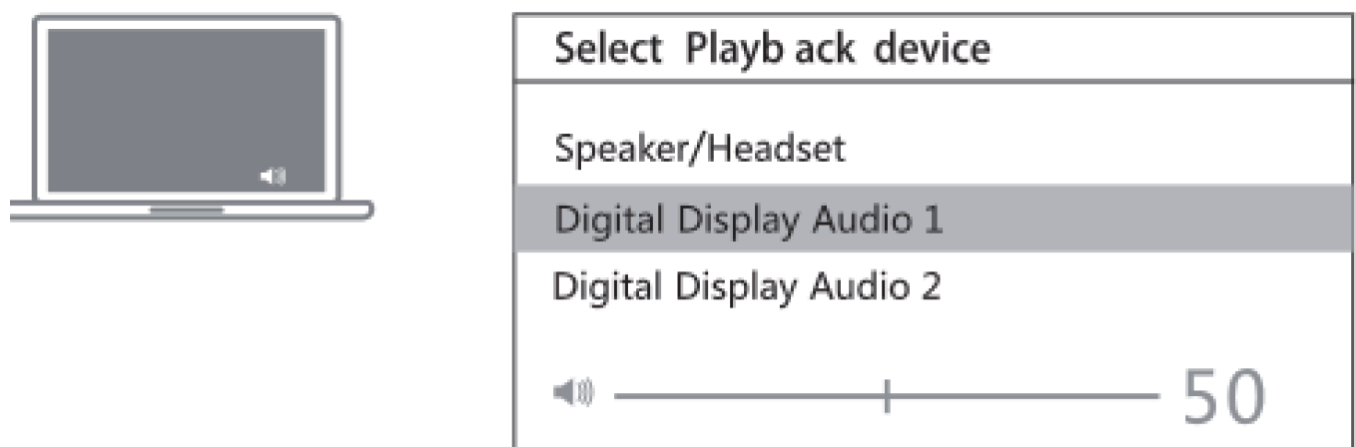 Select Playb ack device
Speaker/Headset
Digital Display Audio 1
Digital Display Audio 2
50